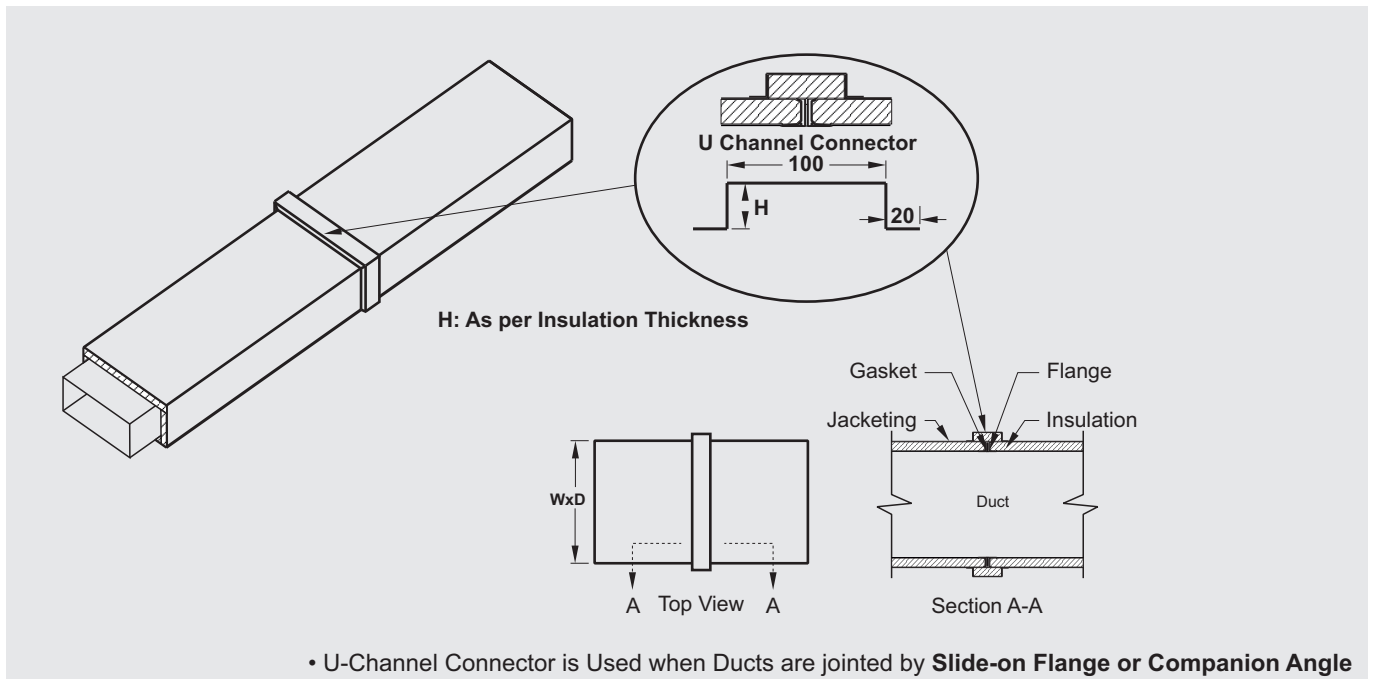 U Channel Connector
100
H
20
H: As per Insulation Thickness
Gasket
Flange
Jacketing
Insulation
WxD
Duct
A
Top View
A
Section A-A
• U-Channel Connector is Used when Ducts are jointed by Slide-on Flange or Companion Angle